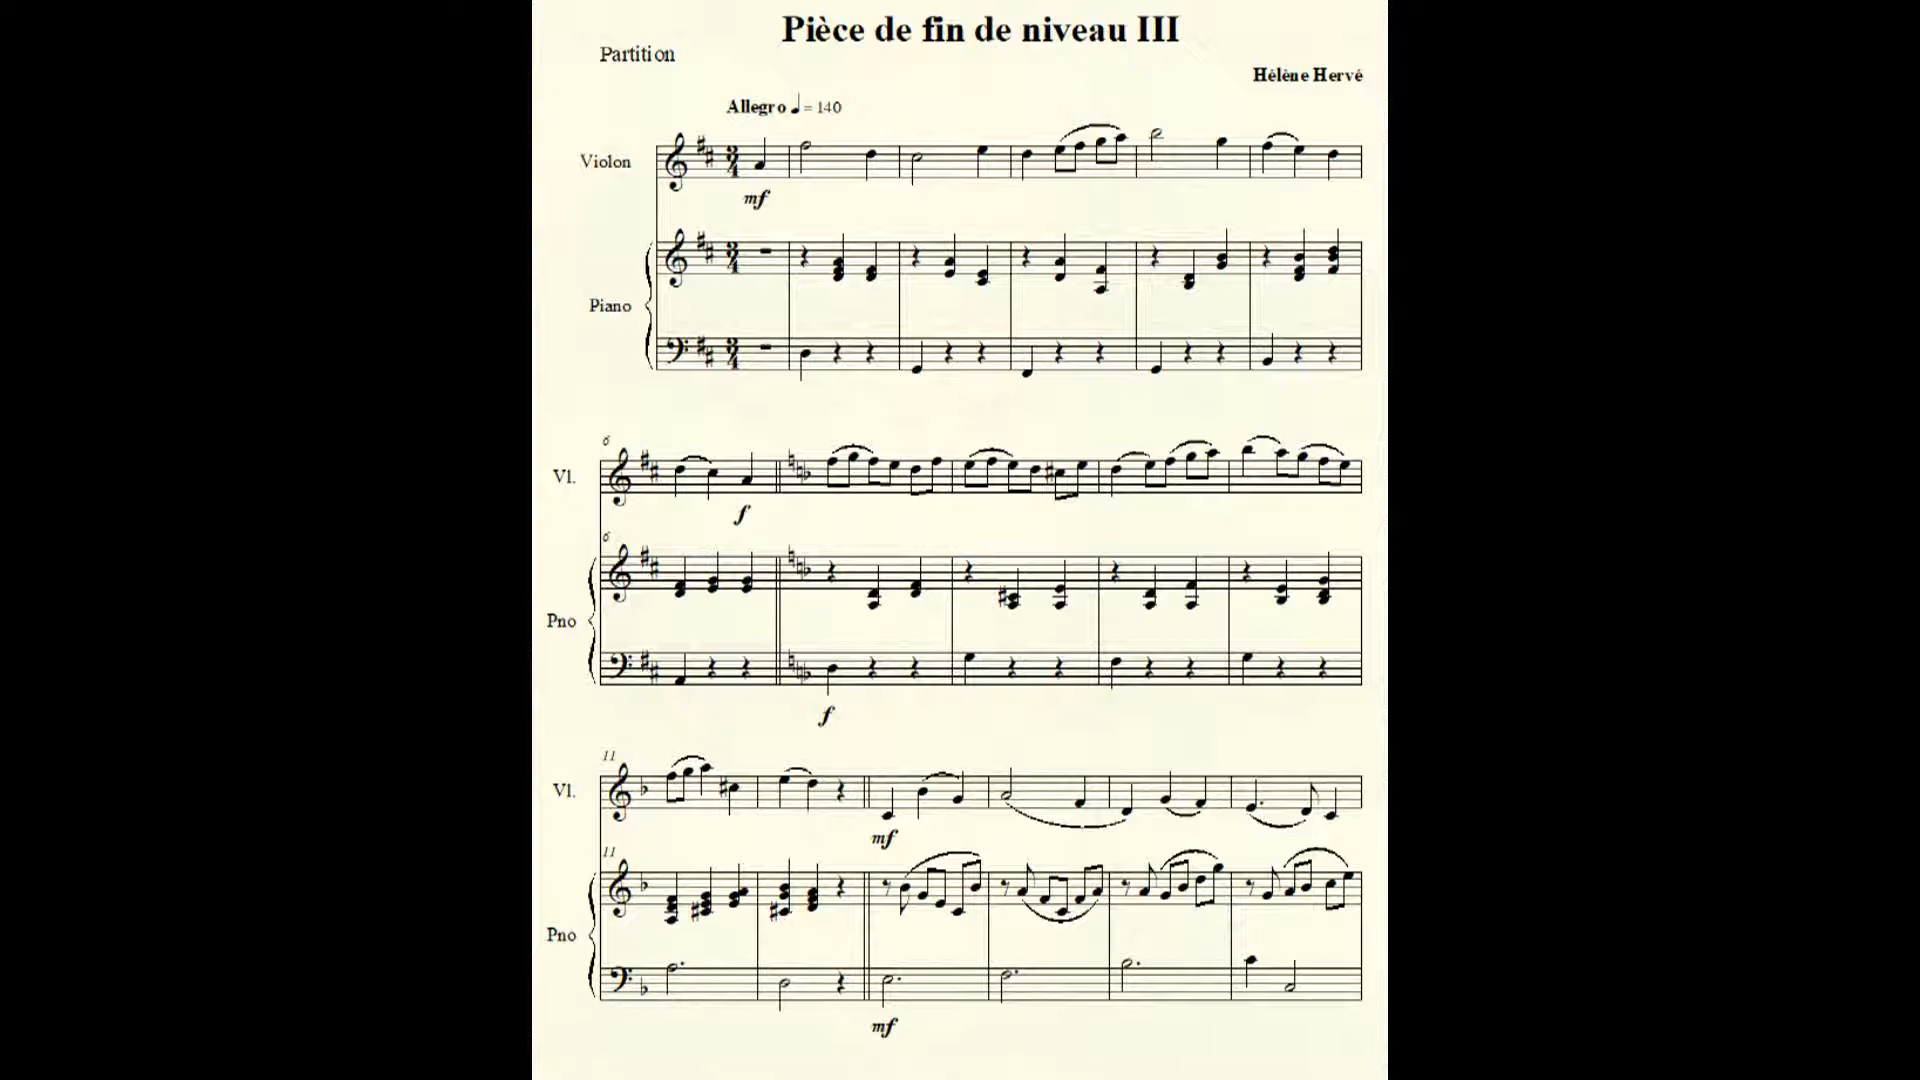 Pièce de fin de niveau III
Partition
Hélène Hervé
Allegro ♩ = 140
Violon
mf
Piano
6
Vl.
f
6
Pno
f
11
Vl.
mf
11
Pno
mf